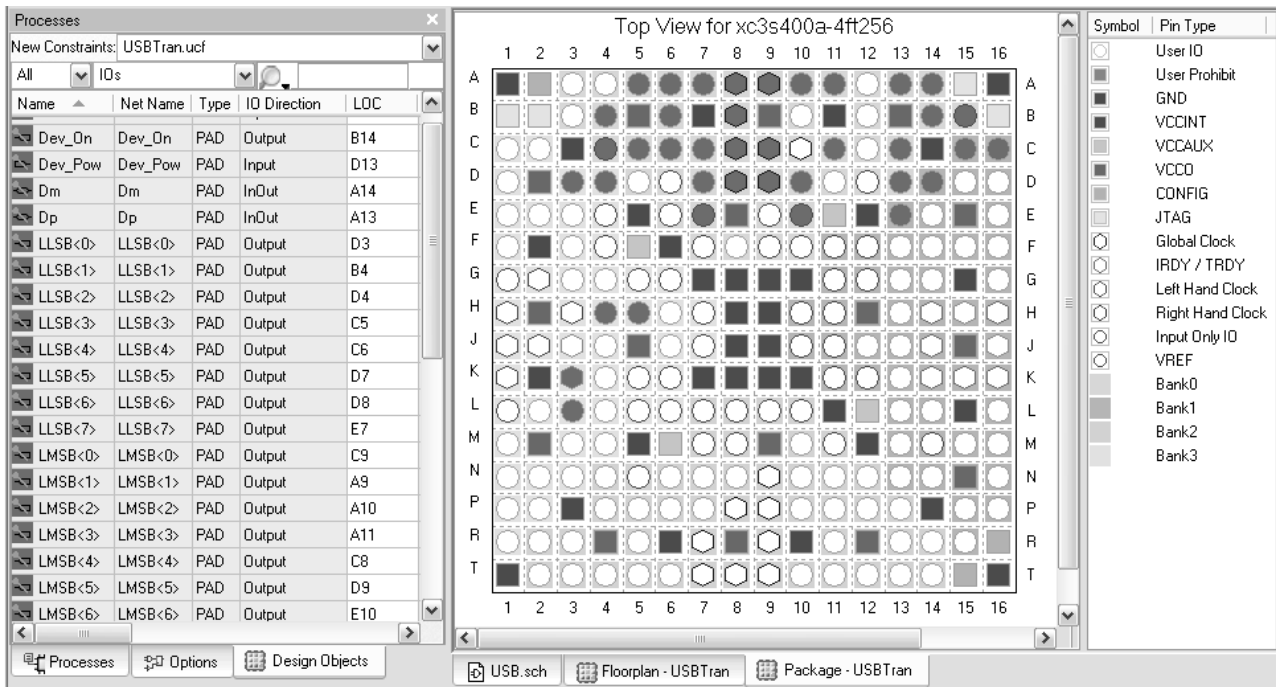 Processes
New Constraints: USBTran.ucf
All IOs
Name Net Name Type IO Direction LOC
Dev_On Dev_On PAD Output B14
Dev_Pow Dev_Pow PAD Input D13
Dm Dm PAD InOut A14
Dp Dp PAD InOut A13
LLSB<0> LLSB<0> PAD Output D3
LLSB<1> LLSB<1> PAD Output B4
LLSB<2> LLSB<2> PAD Output D4
LLSB<3> LLSB<3> PAD Output C5
LLSB<4> LLSB<4> PAD Output C6
LLSB<5> LLSB<5> PAD Output D7
LLSB<6> LLSB<6> PAD Output D8
LLSB<7> LLSB<7> PAD Output E7
LMSB<0> LMSB<0> PAD Output C9
LMSB<1> LMSB<1> PAD Output A9
LMSB<2> LMSB<2> PAD Output A10
LMSB<3> LMSB<3> PAD Output A11
LMSB<4> LMSB<4> PAD Output C8
LMSB<5> LMSB<5> PAD Output D9
LMSB<6> LMSB<6> PAD Output E10
Processes Options Design Objects
Top View for xc3s400a-4ft256
1 2 3 4 5 6 7 8 9 10 11 12 13 14 15 16
A A
B B
C C
D D
E E
F F
G G
H H
J J
K K
L L
M M
N N
P P
R R
T T
1 2 3 4 5 6 7 8 9 10 11 12 13 14 15 16
USB.sch Floorplan - USBTran Package - USBTran
Symbol Pin Type
User IO
User Prohibit
GND
VCCINT
VCCAUX
VCCO
CONFIG
JTAG
Global Clock
IRDY / TRDY
Left Hand Clock
Right Hand Clock
Input Only IO
VREF
Bank0
Bank1
Bank2
Bank3